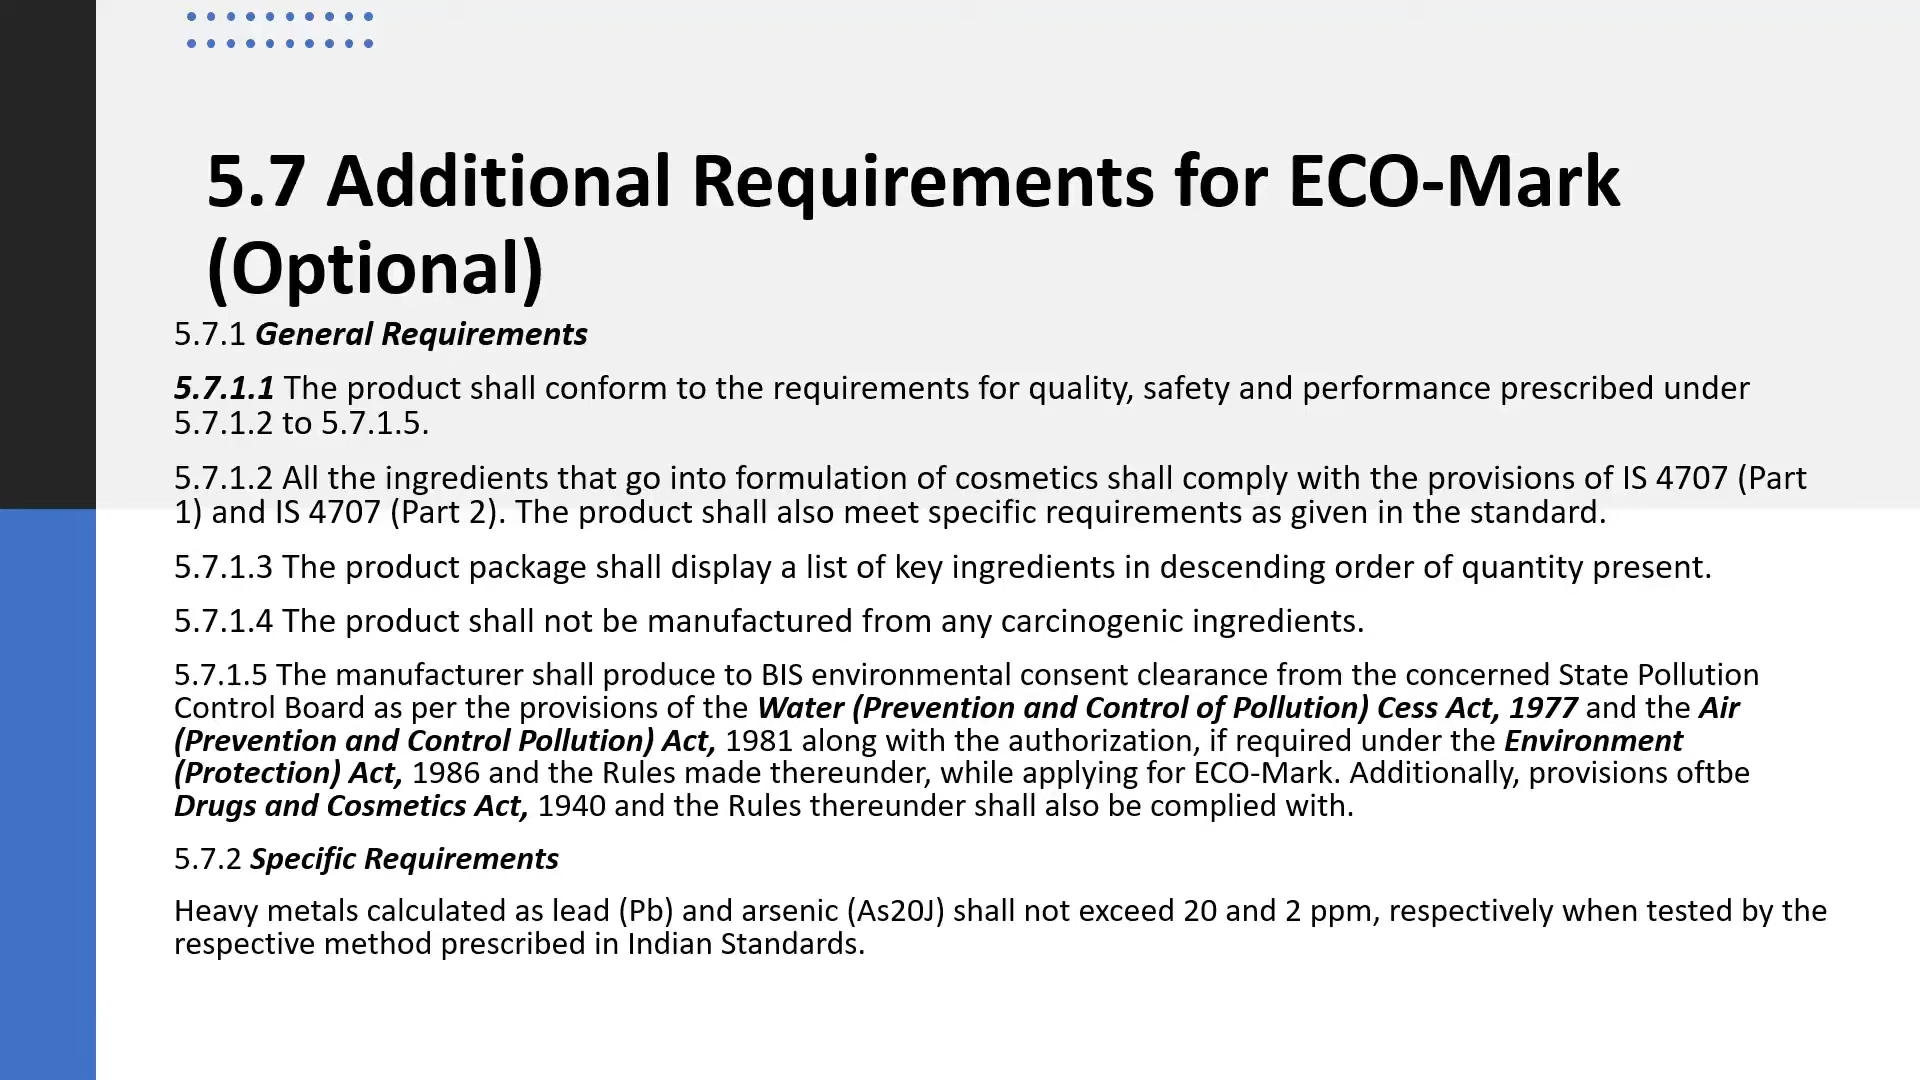 5.7 Additional Requirements for ECO-Mark
(Optional)
5.7.1 General Requirements
5.7.1.1 The product shall conform to the requirements for quality, safety and performance prescribed under
5.7.1.2 to 5.7.1.5.
5.7.1.2 All the ingredients that go into formulation of cosmetics shall comply with the provisions of IS 4707 (Part
1) and IS 4707 (Part 2). The product shall also meet specific requirements as given in the standard.
5.7.1.3 The product package shall display a list of key ingredients in descending order of quantity present.
5.7.1.4 The product shall not be manufactured from any carcinogenic ingredients.
5.7.1.5 The manufacturer shall produce to BIS environmental consent clearance from the concerned State Pollution
Control Board as per the provisions of the Water (Prevention and Control of Pollution) Cess Act, 1977 and the Air
(Prevention and Control Pollution) Act, 1981 along with the authorization, if required under the Environment
(Protection) Act, 1986 and the Rules made thereunder, while applying for ECO-Mark. Additionally, provisions oftbe
Drugs and Cosmetics Act, 1940 and the Rules thereunder shall also be complied with.
5.7.2 Specific Requirements
Heavy metals calculated as lead (Pb) and arsenic (As20J) shall not exceed 20 and 2 ppm, respectively when tested by the
respective method prescribed in Indian Standards.